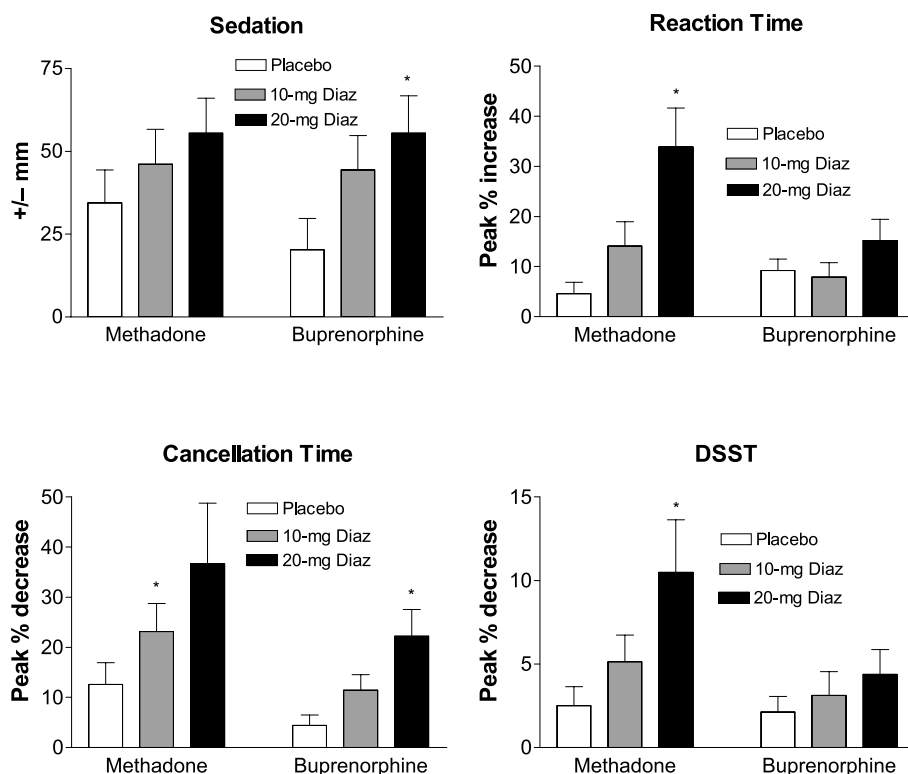 Sedation
+/– mm
75
50
25
0
Placebo
10-mg Diaz
20-mg Diaz
*
Methadone
Buprenorphine
Reaction Time
Peak % increase
50
40
30
20
10
0
*
Placebo
10-mg Diaz
20-mg Diaz
Methadone
Buprenorphine
Cancellation Time
Peak % decrease
50
40
30
20
10
0
Placebo
10-mg Diaz
20-mg Diaz
*
*
Methadone
Buprenorphine
DSST
Peak % decrease
15
10
5
0
*
Placebo
10-mg Diaz
20-mg Diaz
Methadone
Buprenorphine